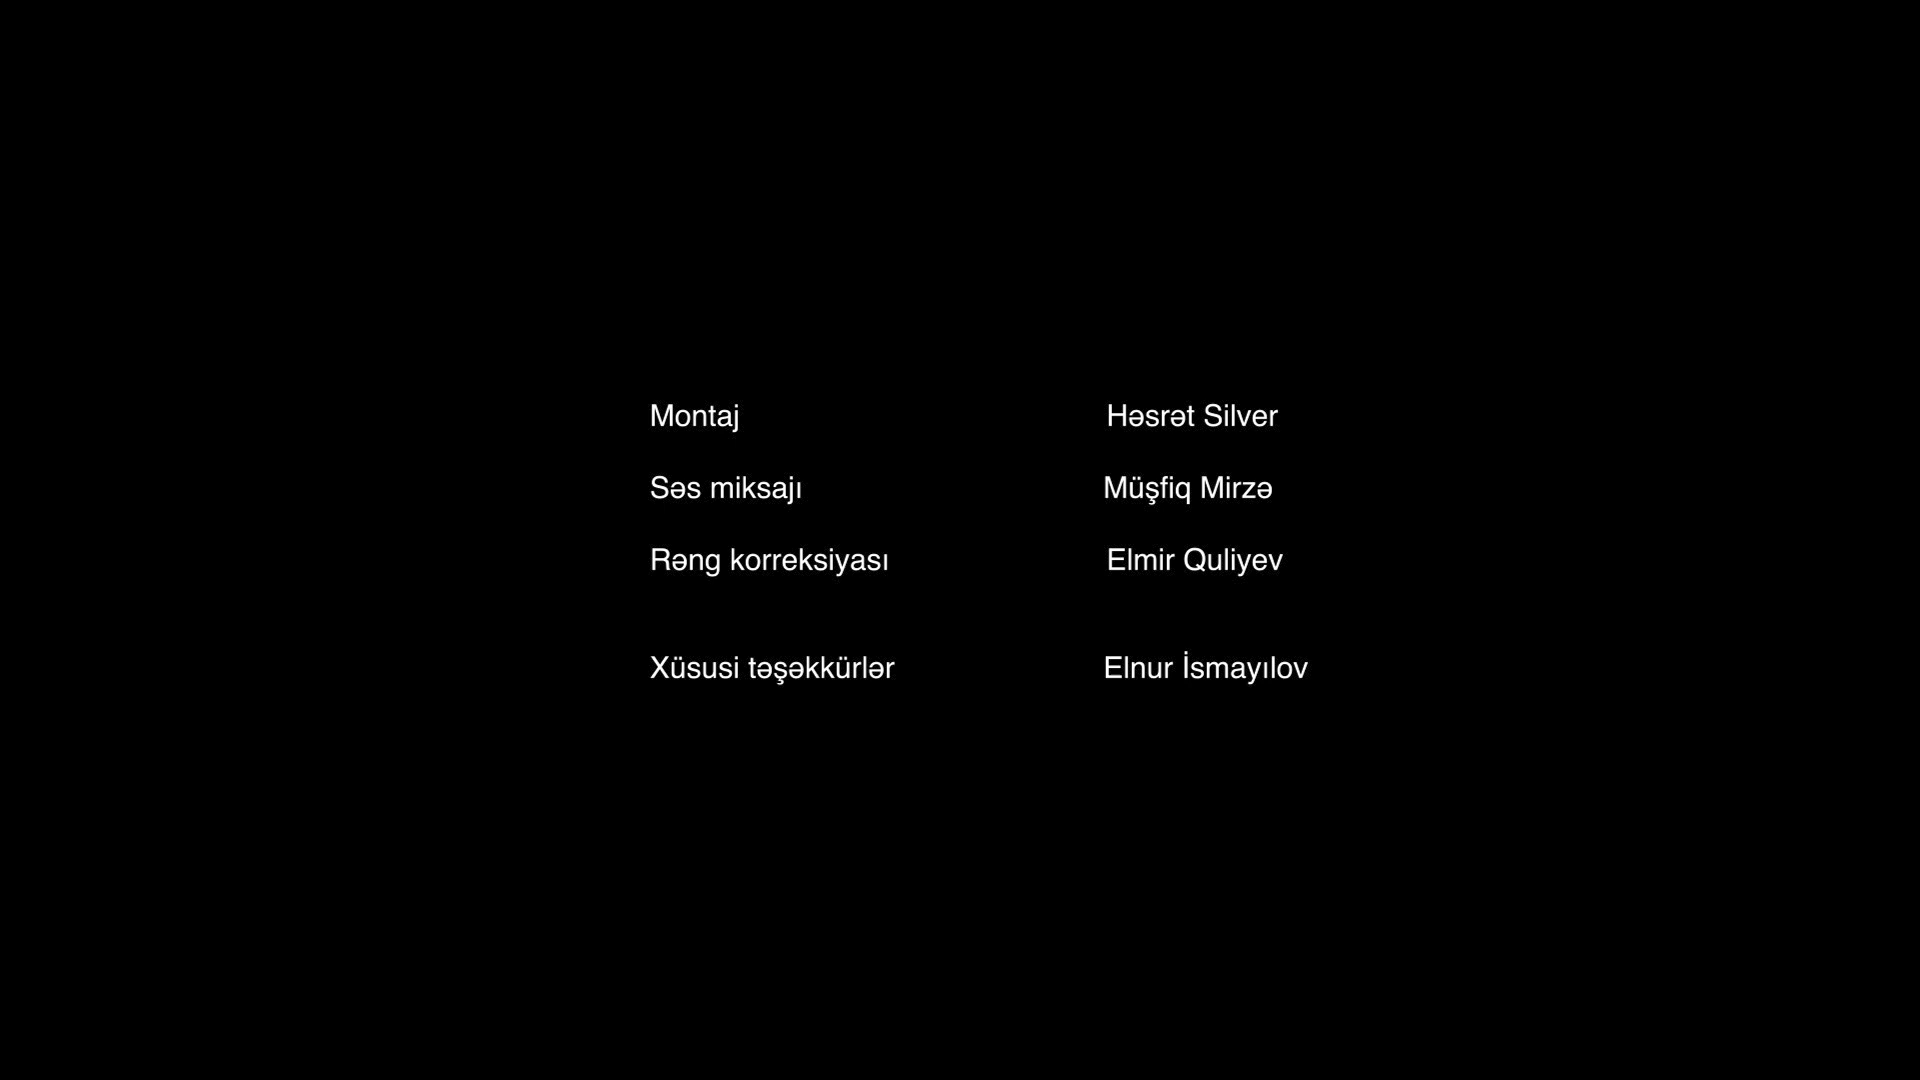 Montaj Həsrət Silver
Səs miksajı Müşfiq Mirzə
Rəng korreksiyası Elmir Quliyev
Xüsusi təşəkkürlər Elnur İsmayılov